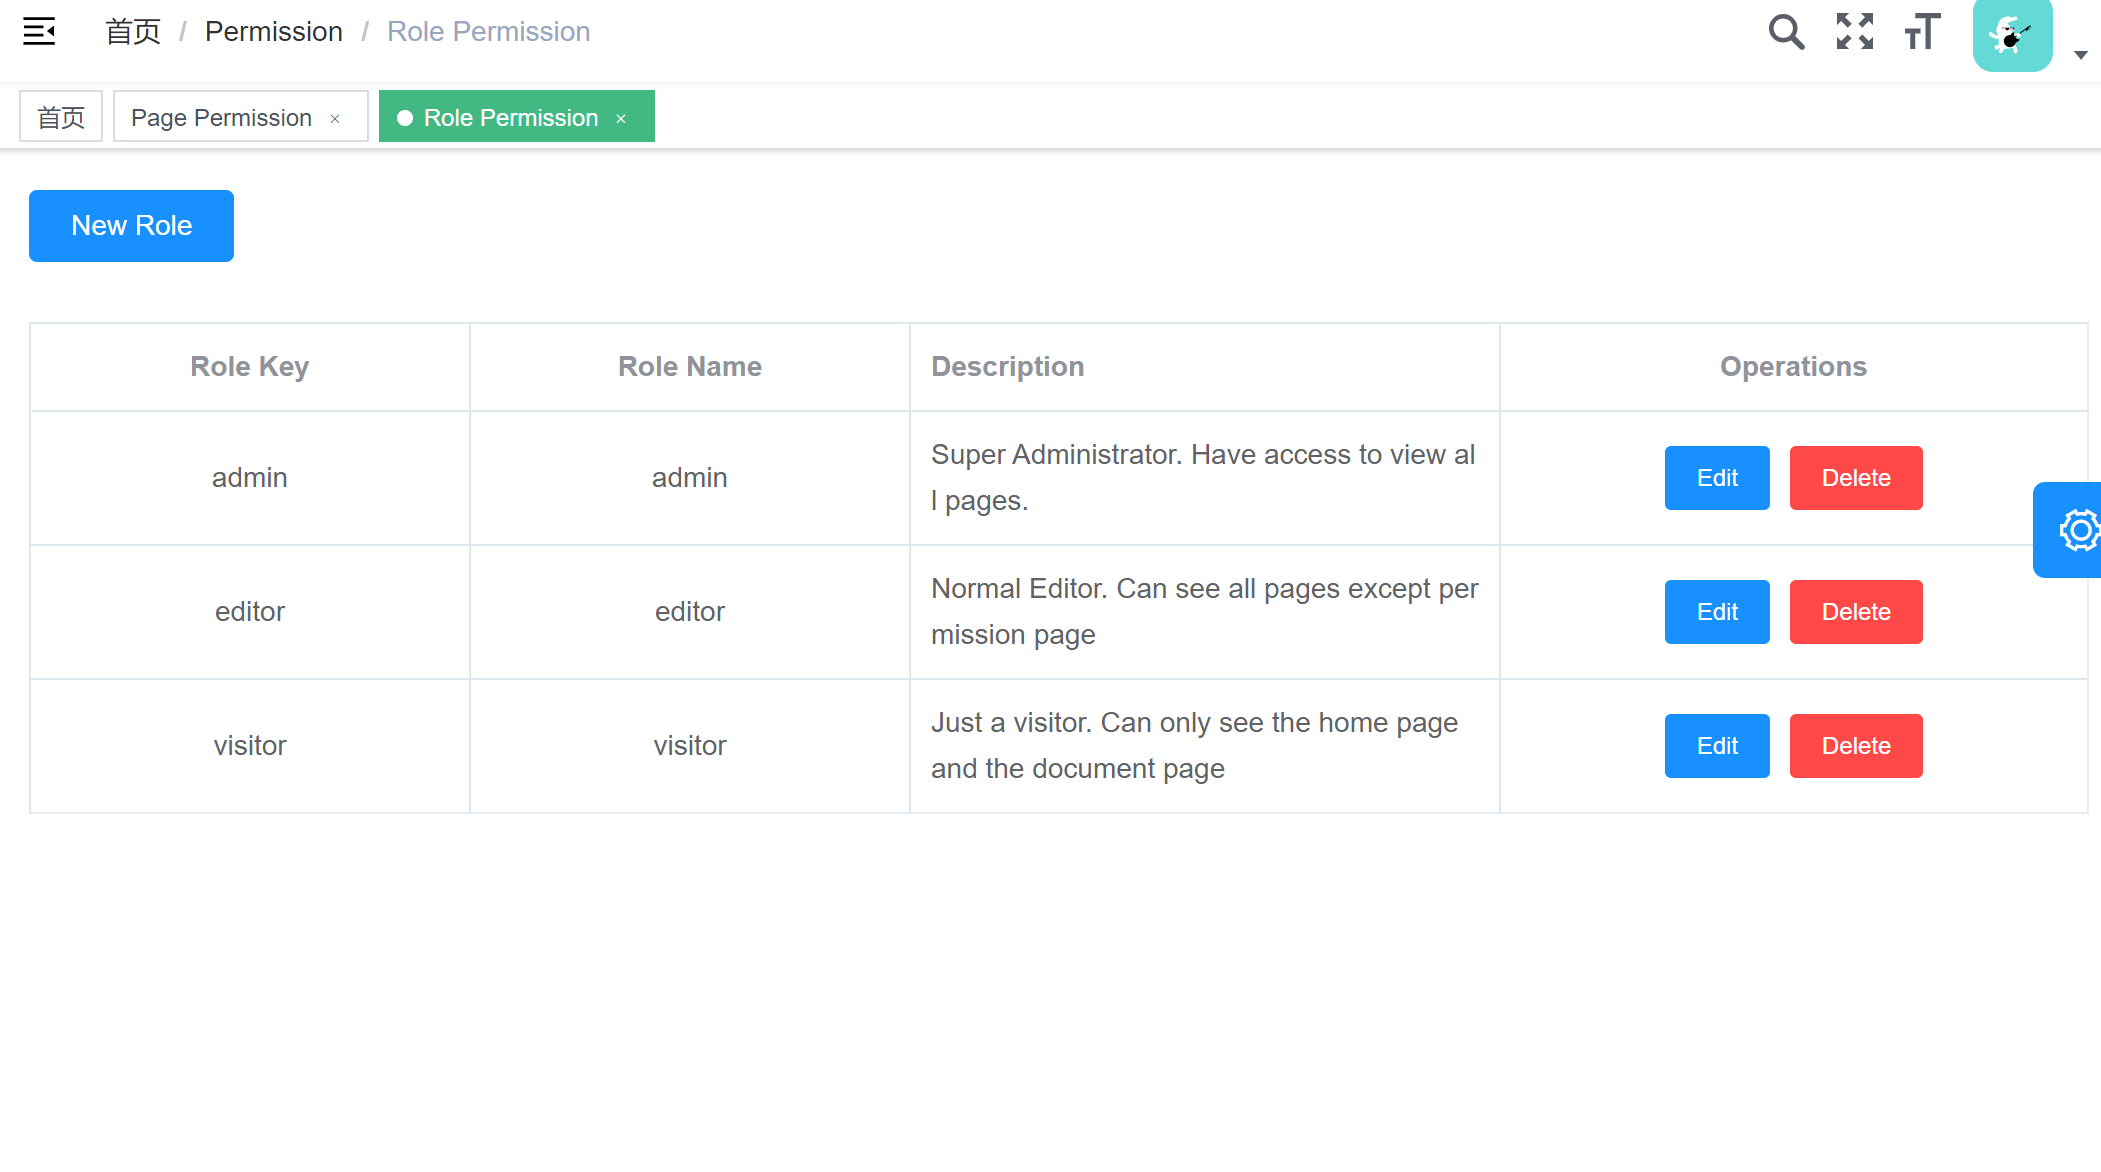 首页 / Permission / Role Permission
首页 Page Permission × Role Permission ×
New Role
Role Key Role Name Description Operations
admin admin Super Administrator. Have access to view al
l pages.
Edit Delete
editor editor Normal Editor. Can see all pages except per
mission page
Edit Delete
visitor visitor Just a visitor. Can only see the home page
and the document page
Edit Delete